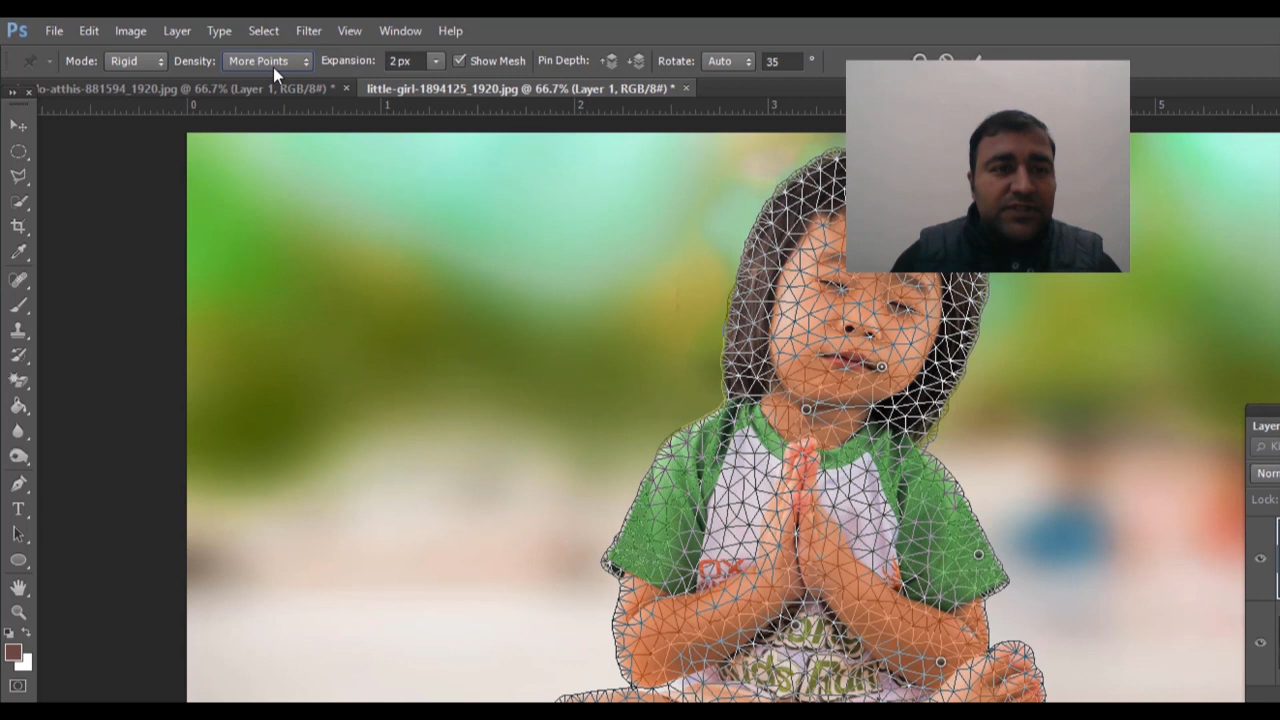 Ps File Edit Image Layer Type Select Filter View Window Help
Mode: Rigid Density: More Points Expansion: 2 px Show Mesh Pin Depth: Rotate: Auto 35 °
lo-atthis-881594_1920.jpg @ 66.7% (Layer 1, RGB/8#) * × little-girl-1894125_1920.jpg @ 66.7% (Layer 1, RGB/8#) * ×
0 1 2 3 5
Layer
Norm
Lock: